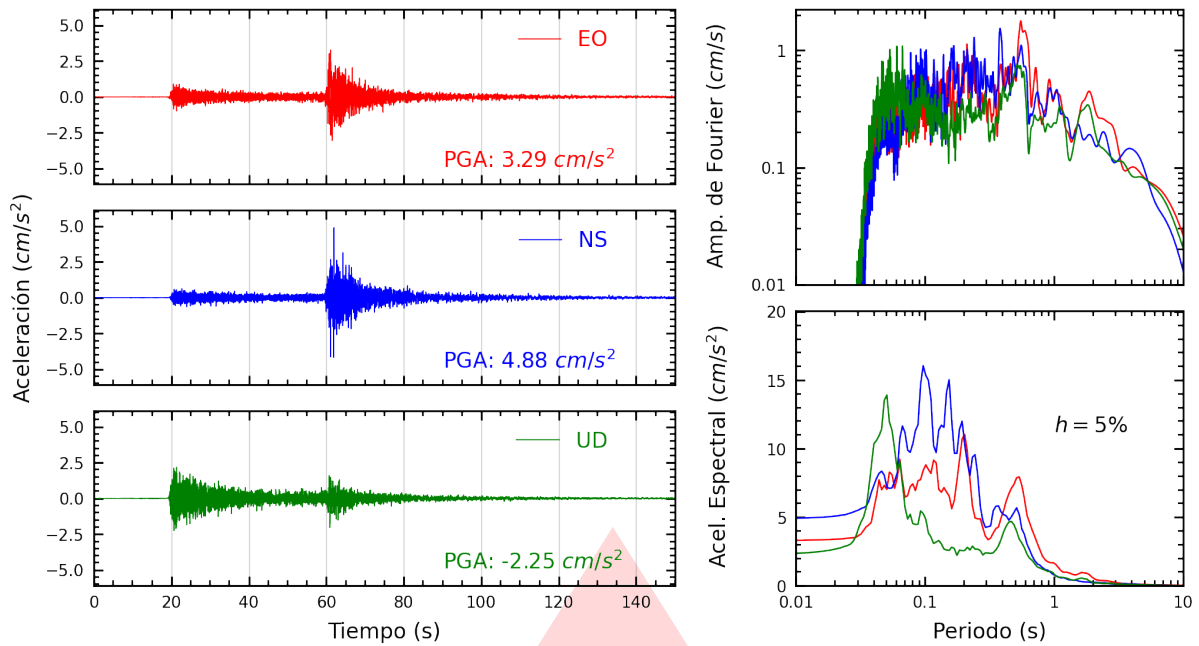 Aceleración (cm/s²)
5.0
2.5
0.0
−2.5
−5.0
EO
PGA: 3.29 cm/s²
5.0
2.5
0.0
−2.5
−5.0
NS
PGA: 4.88 cm/s²
5.0
2.5
0.0
−2.5
−5.0
UD
PGA: -2.25 cm/s²
0 20 40 60 80 100 120 140
Tiempo (s)
Amp. de Fourier (cm/s)
1
0.1
0.01
Acel. Espectral (cm/s²)
20
15
10
5
0
h = 5%
0.01 0.1 1 10
Periodo (s)